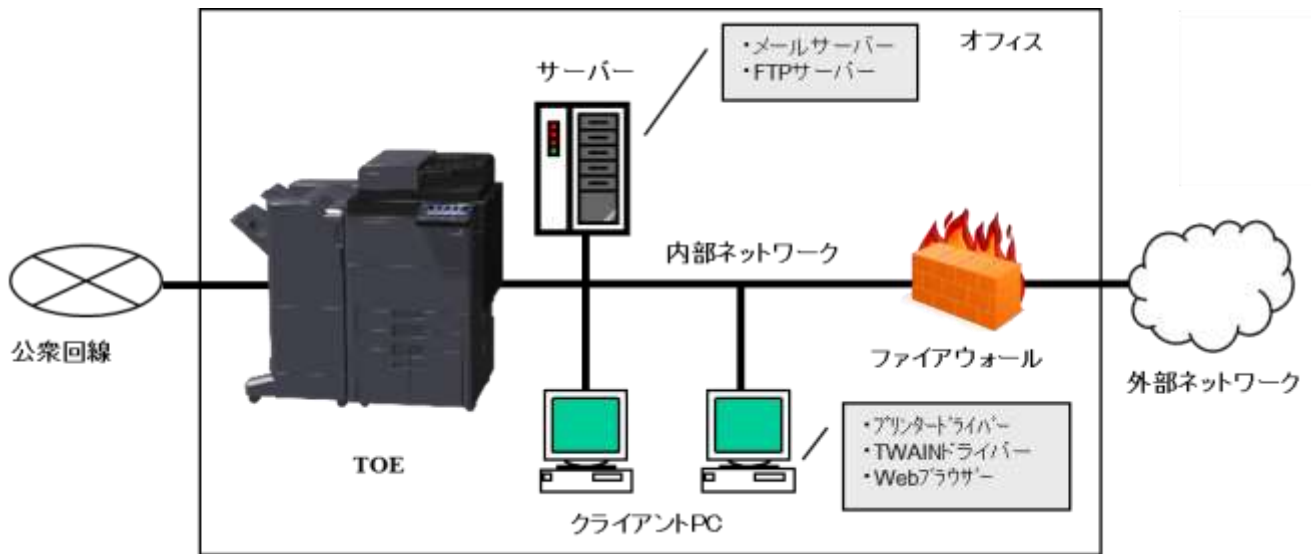 オフィス
・メールサーバー
・FTPサーバー
サーバー
内部ネットワーク
公衆回線
ファイアウォール
外部ネットワーク
TOE
・プリンタードライバー
・TWAINドライバー
・Webブラウザー
クライアントPC